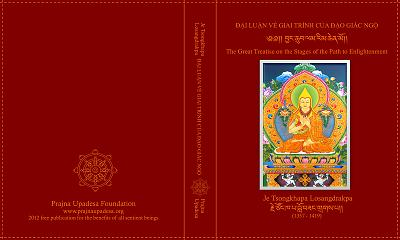 Prajna Upadesa Foundation
www.prajnaupadesa.org
2012 free publication for the benefits of all sentient beings
Je Tsongkhapa
Losangdrakpa
ĐẠI LUẬN VỀ GIAI TRÌNH CỦA ĐẠO GIÁC NGỘ
Prajna
Upadesa
ĐẠI LUẬN VỀ GIAI TRÌNH CỦA ĐẠO GIÁC NGỘ
༄༅།། བྱང་ཆུབ་ལམ་རིམ་ཆེན་མོ།།
The Great Treatise on the Stages of the Path to Enlightenment
Je Tsongkhapa Losangdrakpa
(1357 - 1419)